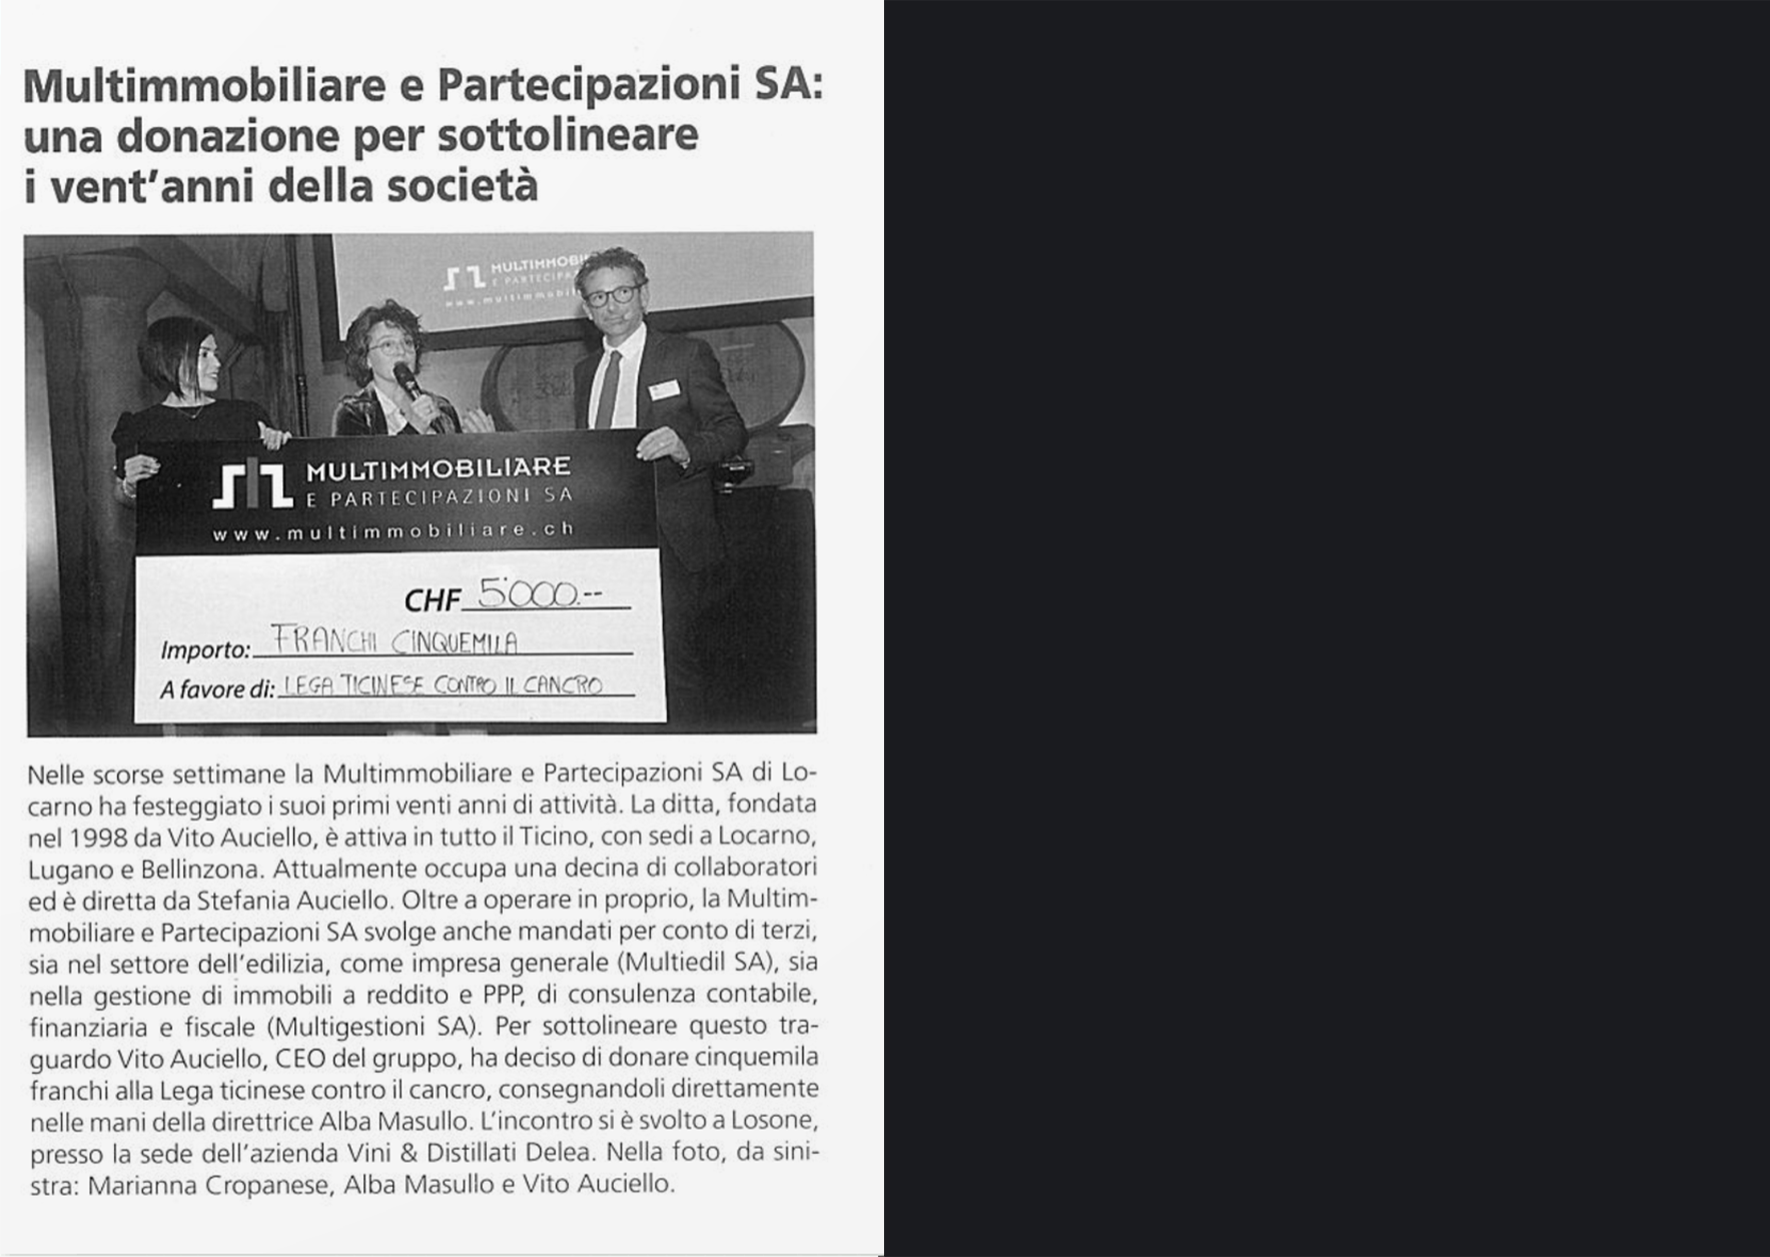 Multimmobiliare e Partecipazioni SA:
una donazione per sottolineare
i vent'anni della società
MULTIMMOBI
E PARTECIPA
www.multimmobil
MULTIMMOBILIARE
E PARTECIPAZIONI SA
www.multimmobiliare.ch
CHF 5'000.--
Importo: FRANCHI CINQUEMILA
A favore di: LEGA TICINESE CONTRO IL CANCRO
Nelle scorse settimane la Multimmobiliare e Partecipazioni SA di Lo-
carno ha festeggiato i suoi primi venti anni di attività. La ditta, fondata
nel 1998 da Vito Auciello, è attiva in tutto il Ticino, con sedi a Locarno,
Lugano e Bellinzona. Attualmente occupa una decina di collaboratori
ed è diretta da Stefania Auciello. Oltre a operare in proprio, la Multim-
mobiliare e Partecipazioni SA svolge anche mandati per conto di terzi,
sia nel settore dell'edilizia, come impresa generale (Multiedil SA), sia
nella gestione di immobili a reddito e PPP, di consulenza contabile,
finanziaria e fiscale (Multigestioni SA). Per sottolineare questo tra-
guardo Vito Auciello, CEO del gruppo, ha deciso di donare cinquemila
franchi alla Lega ticinese contro il cancro, consegnandoli direttamente
nelle mani della direttrice Alba Masullo. L'incontro si è svolto a Losone,
presso la sede dell'azienda Vini & Distillati Delea. Nella foto, da sini-
stra: Marianna Cropanese, Alba Masullo e Vito Auciello.